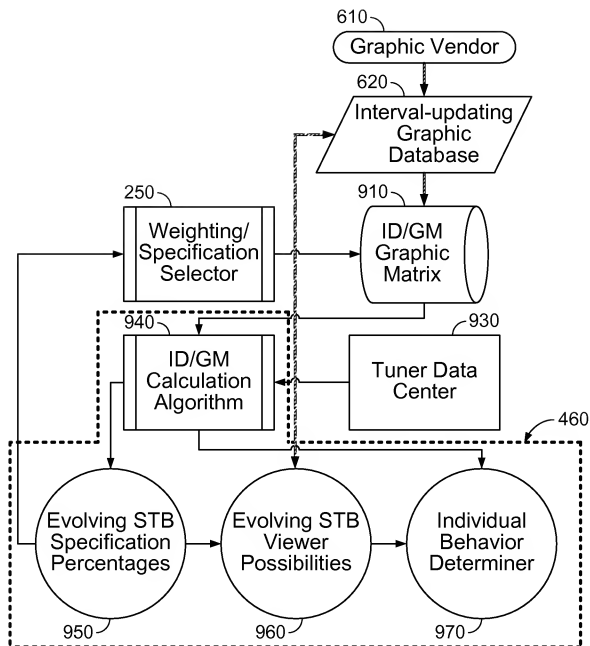 610
Graphic Vendor
620
Interval-updating
Graphic
Database
250
Weighting/
Specification
Selector
910
ID/GM
Graphic
Matrix
940
ID/GM
Calculation
Algorithm
930
Tuner Data
Center
460
Evolving STB
Specification
Percentages
Evolving STB
Viewer
Possibilities
Individual
Behavior
Determiner
950
960
970